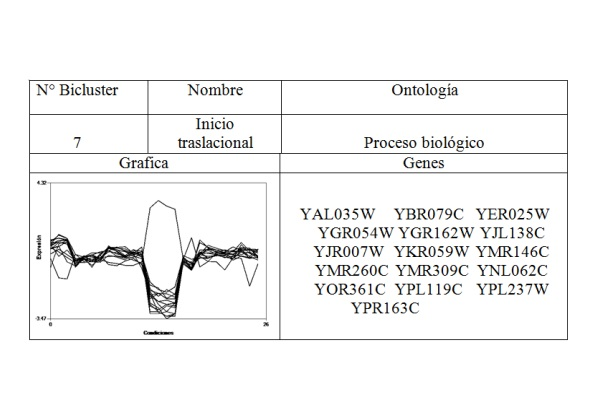 N° Bicluster Nombre Ontología
7 Inicio traslacional Proceso biológico
Grafica Genes
4.32
Expresión
-3.47
0 26
Condiciones
YAL035W YBR079C YER025W
YGR054W YGR162W YJL138C
YJR007W YKR059W YMR146C
YMR260C YMR309C YNL062C
YOR361C YPL119C YPL237W
YPR163C